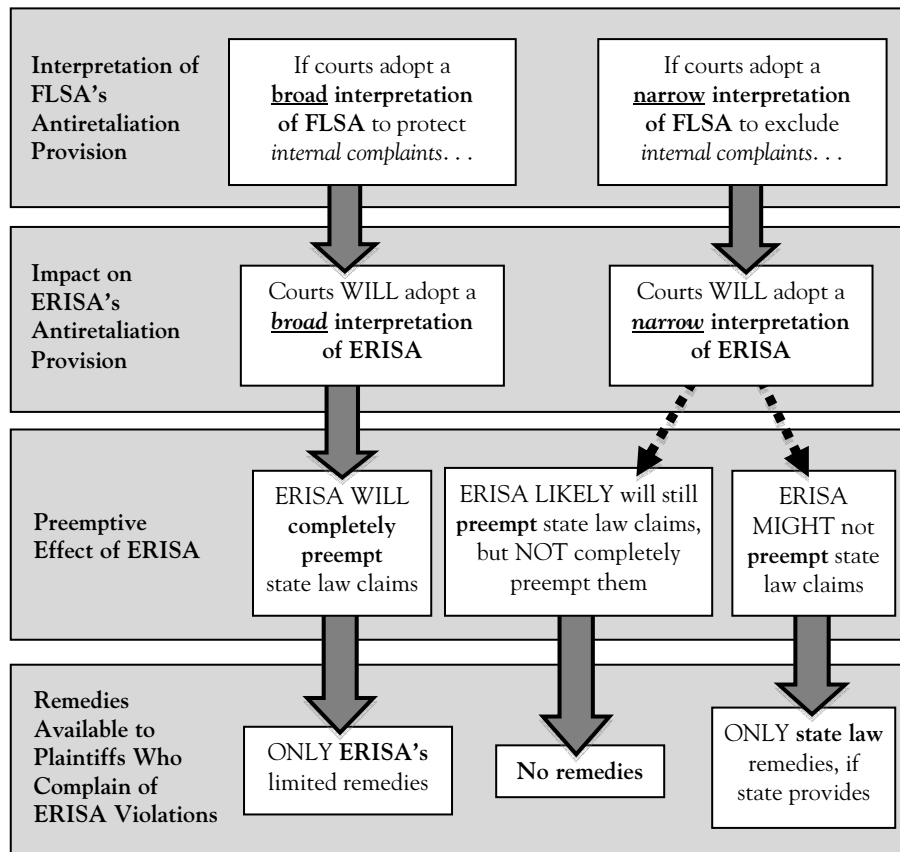 Interpretation of
FLSA's
Antiretaliation
Provision
If courts adopt a
broad interpretation
of FLSA to protect
internal complaints. . .
If courts adopt a
narrow interpretation
of FLSA to exclude
internal complaints. . .
Impact on
ERISA's
Antiretaliation
Provision
Courts WILL adopt a
broad interpretation
of ERISA
Courts WILL adopt a
narrow interpretation
of ERISA
Preemptive
Effect of ERISA
ERISA WILL
completely
preempt
state law claims
ERISA LIKELY will still
preempt state law claims,
but NOT completely
preempt them
ERISA
MIGHT not
preempt state
law claims
Remedies
Available to
Plaintiffs Who
Complain of
ERISA Violations
ONLY ERISA's
limited remedies
No remedies
ONLY state law
remedies, if
state provides